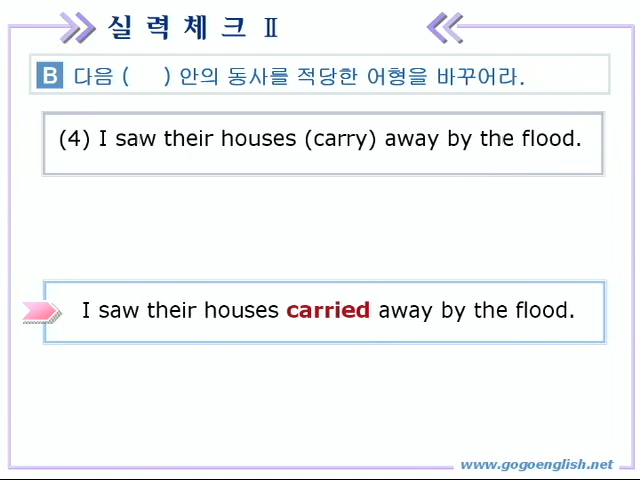 실 력 체 크 Ⅱ
B 다음 ( ) 안의 동사를 적당한 어형을 바꾸어라.
(4) I saw their houses (carry) away by the flood.
I saw their houses carried away by the flood.
www.gogoenglish.net